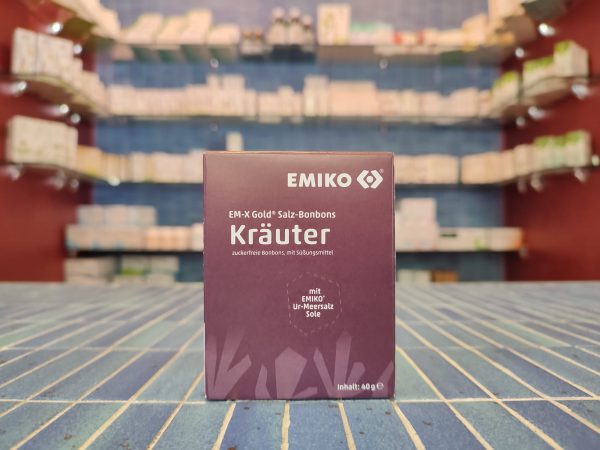 EMIKO
EM-X Gold® Salz-Bonbons
Kräuter
zuckerfreie Bonbons, mit Süßungsmittel
mit
EMIKO®
Ur-Meersalz
Sole
Inhalt: 40 g ℮